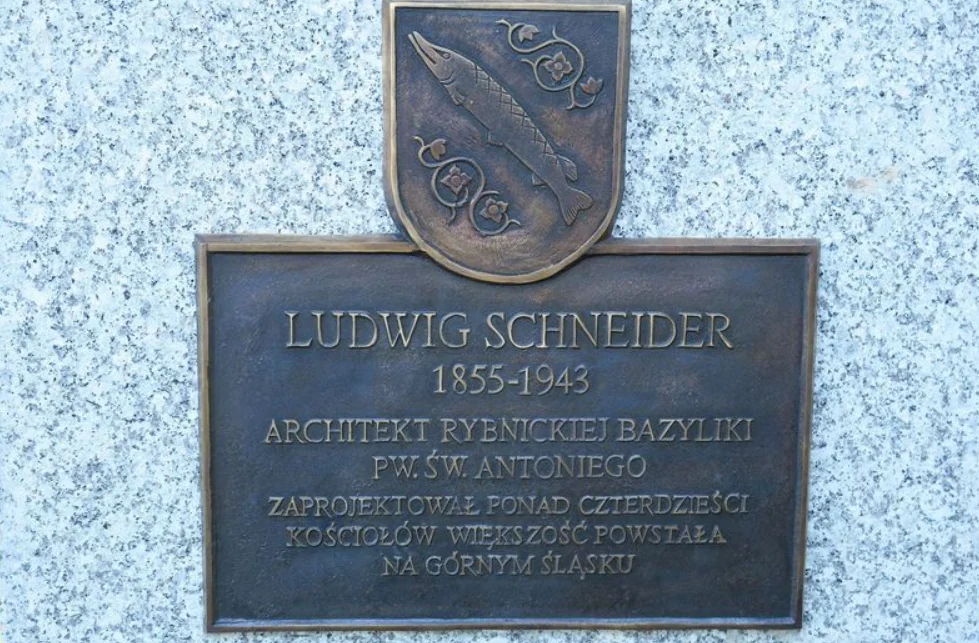 LUDWIG SCHNEIDER
1855-1943
ARCHITEKT RYBNICKIEJ BAZYLIKI
PW. ŚW. ANTONIEGO
ZAPROJEKTOWAŁ PONAD CZTERDZIEŚCI
KOŚCIOŁÓW WIĘKSZOŚĆ POWSTAŁA
NA GÓRNYM ŚLĄSKU